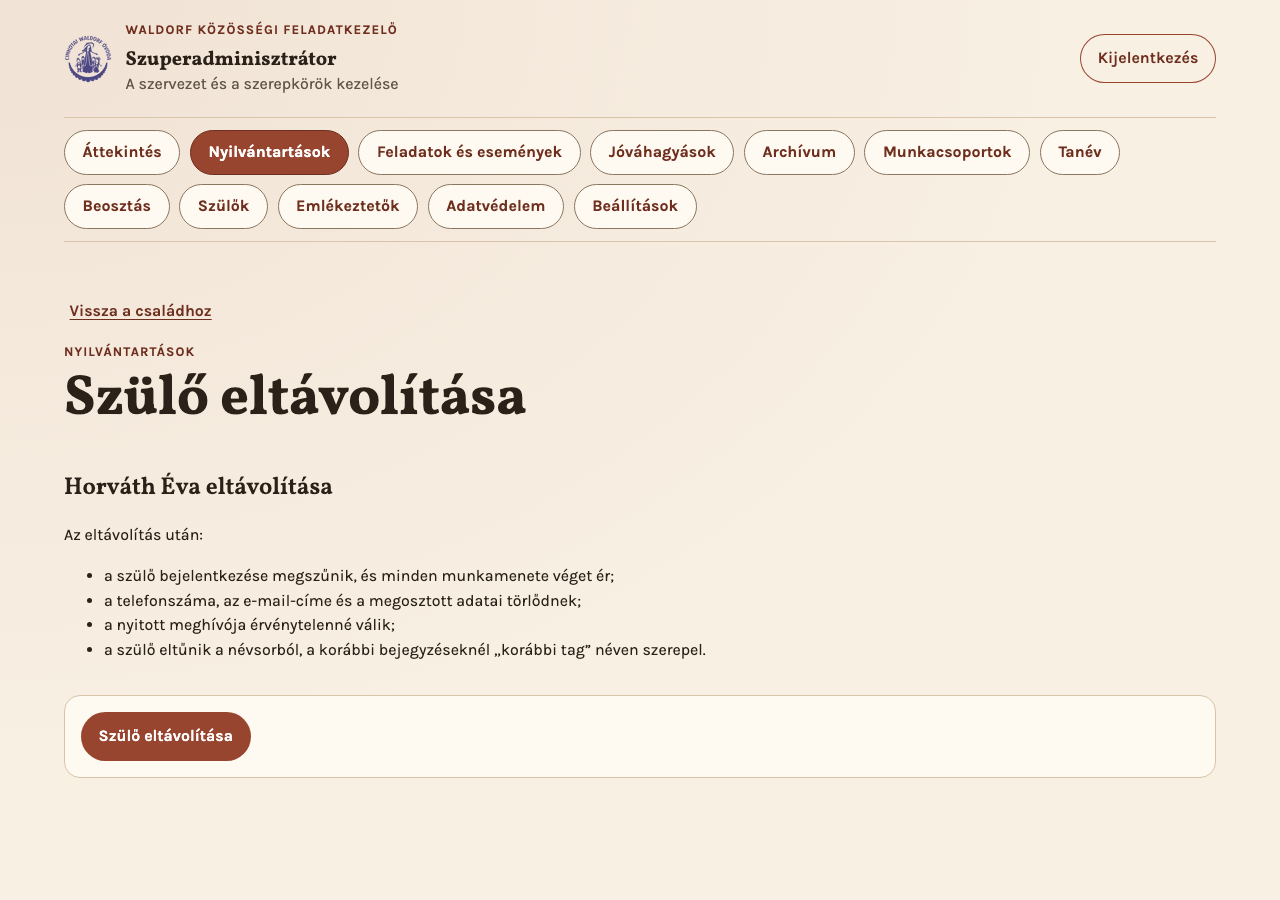 WALDORF KÖZÖSSÉGI FELADATKEZELŐ
Szuperadminisztrátor
A szervezet és a szerepkörök kezelése
Kijelentkezés
Áttekintés
Nyilvántartások
Feladatok és események
Jóváhagyások
Archívum
Munkacsoportok
Tanév
Beosztás
Szülők
Emlékeztetők
Adatvédelem
Beállítások
Vissza a családhoz
NYILVÁNTARTÁSOK
Szülő eltávolítása
Horváth Éva eltávolítása
Az eltávolítás után:
a szülő bejelentkezése megszűnik, és minden munkamenete véget ér;
a telefonszáma, az e-mail-címe és a megosztott adatai törlődnek;
a nyitott meghívója érvénytelenné válik;
a szülő eltűnik a névsorból, a korábbi bejegyzéseknél „korábbi tag” néven szerepel.
Szülő eltávolítása